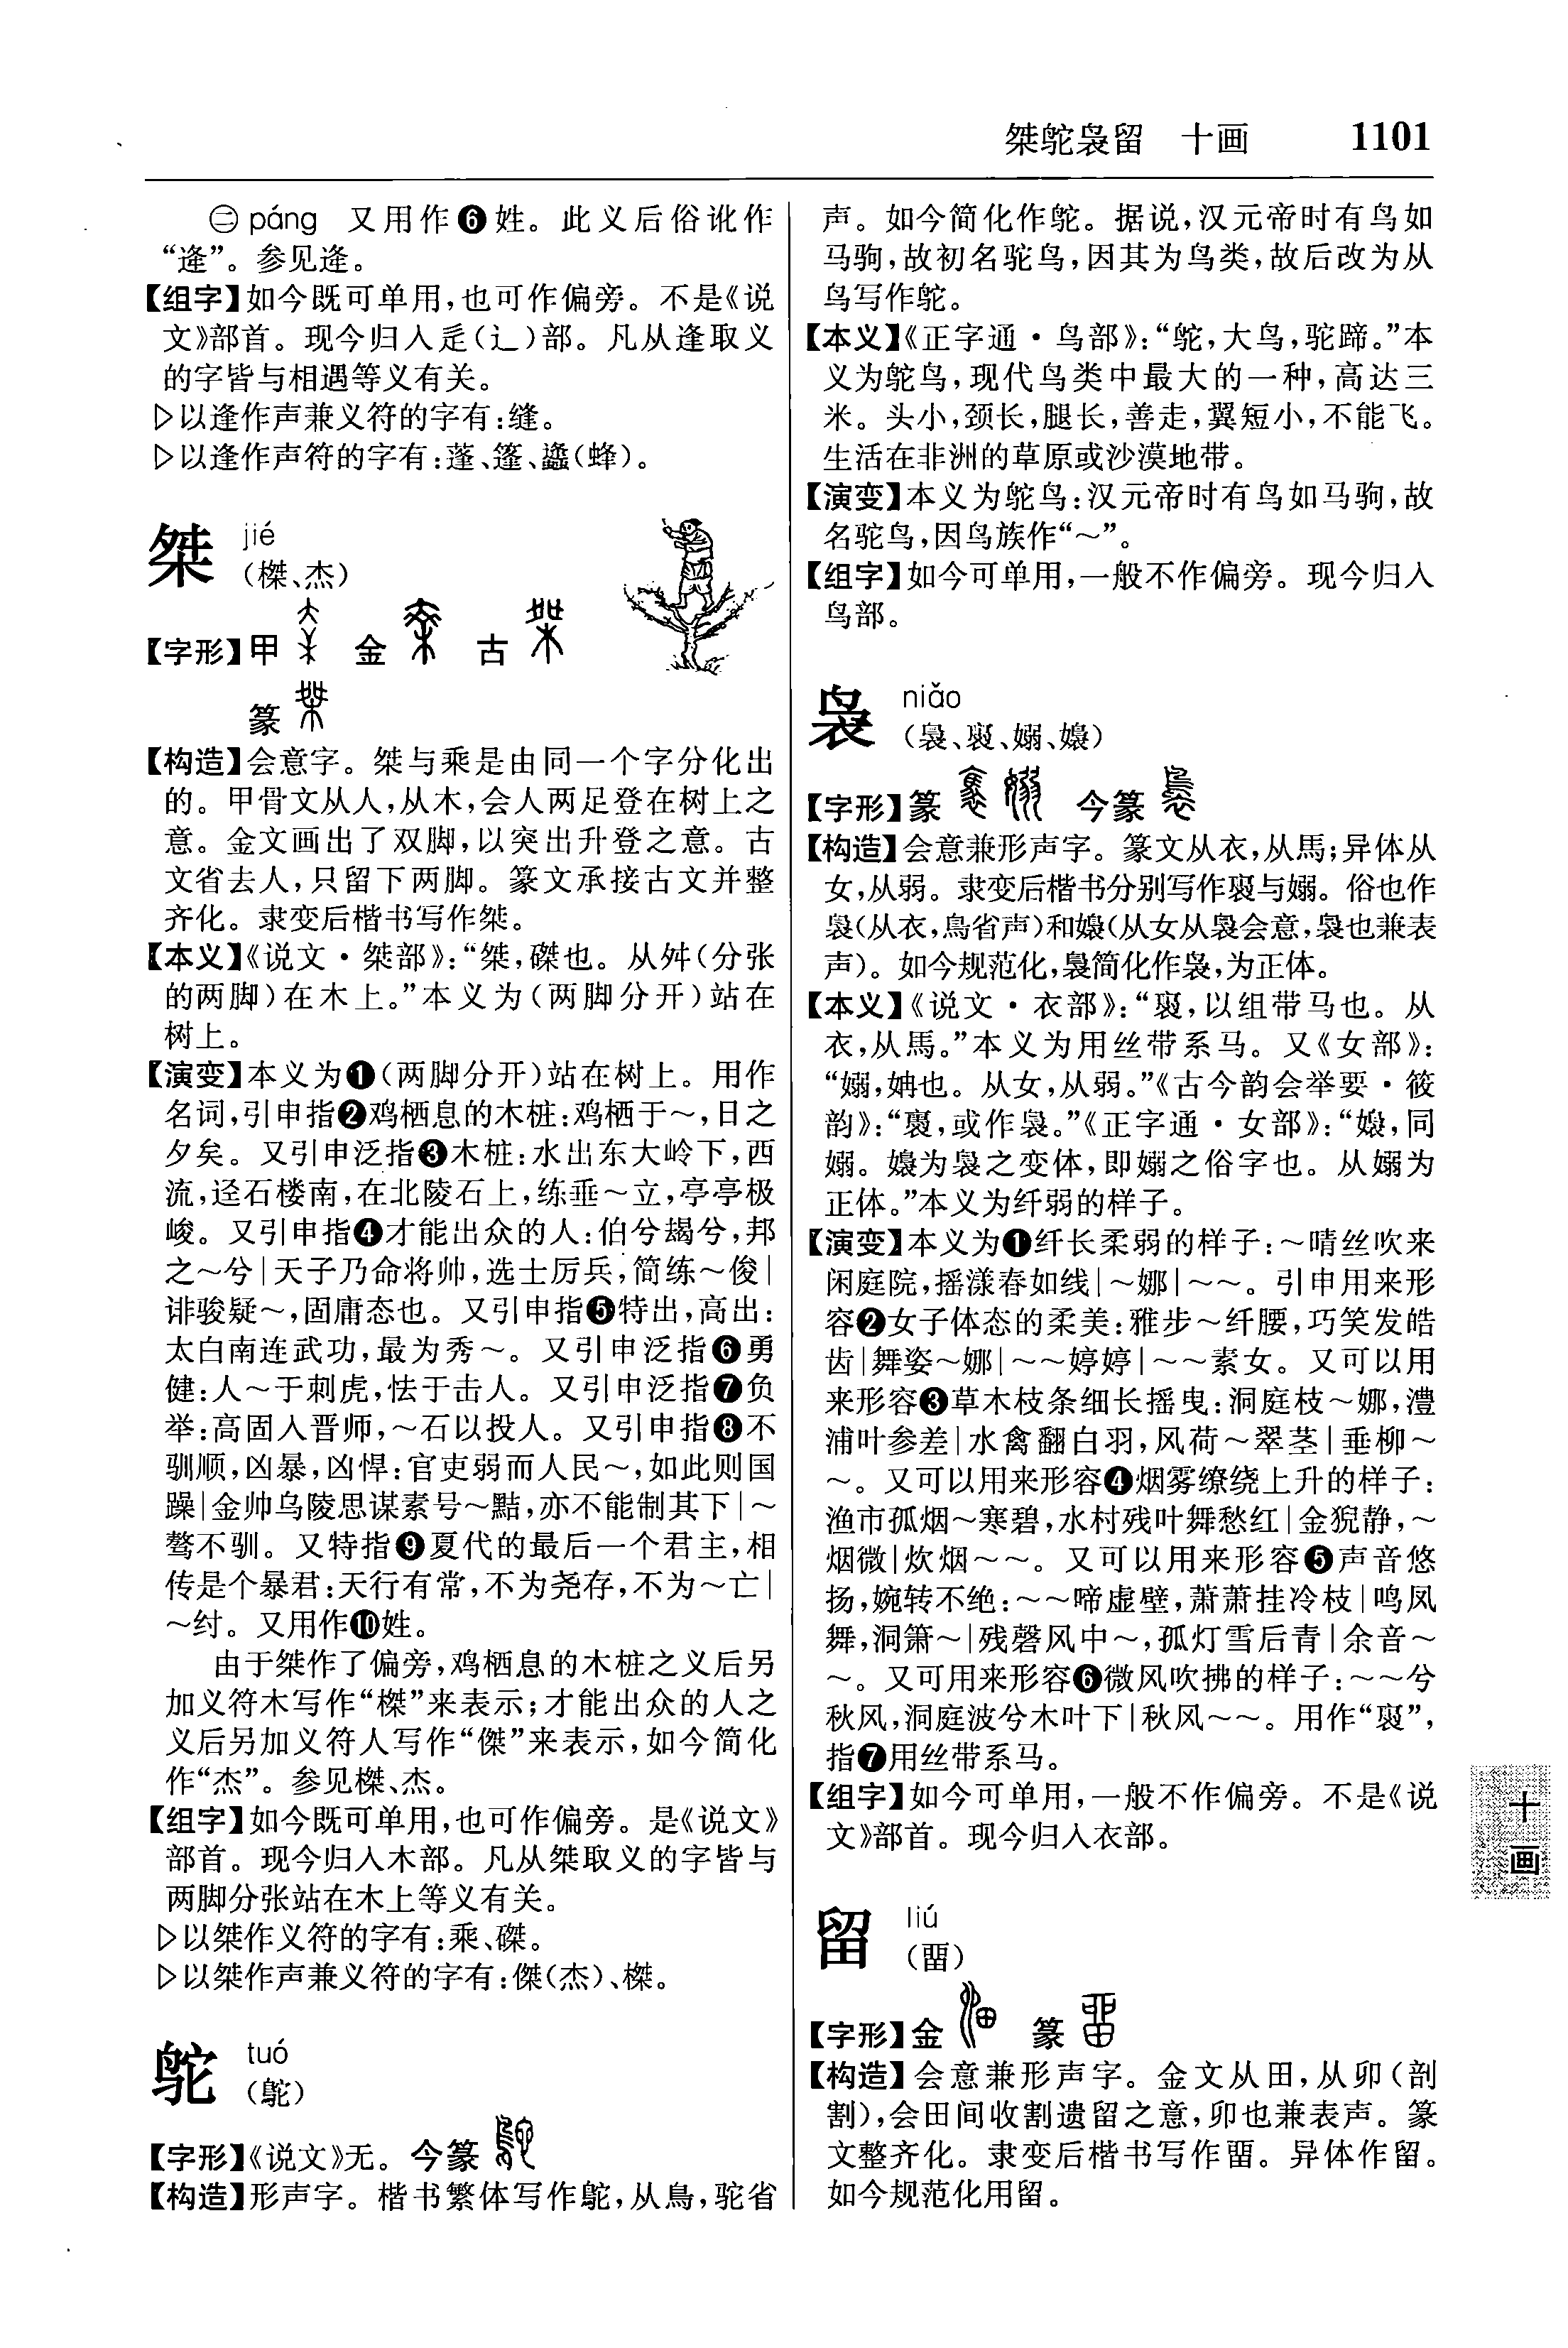 桀鸵袅留 十画 1101
㊁ páng 又用作❻姓。此义后俗讹作
“逄”。参见逄。
【组字】如今既可单用,也可作偏旁。不是《说
文》部首。现今归入辵(辶)部。凡从逢取义
的字皆与相遇等义有关。
▷以逢作声兼义符的字有:缝。
▷以逢作声符的字有:蓬、篷、蠭(蜂)。
桀 jié
(榤、杰)
【字形】甲 金 古
篆
【构造】会意字。桀与乘是由同一个字分化出
的。甲骨文从人,从木,会人两足登在树上之
意。金文画出了双脚,以突出升登之意。古
文省去人,只留下两脚。篆文承接古文并整
齐化。隶变后楷书写作桀。
【本义】《说文·桀部》:“桀,磔也。从舛(分张
的两脚)在木上。”本义为(两脚分开)站在
树上。
【演变】本义为❶(两脚分开)站在树上。用作
名词,引申指❷鸡栖息的木桩:鸡栖于～,日之
夕矣。又引申泛指❸木桩:水出东大岭下,西
流,迳石楼南,在北陵石上,练垂～立,亭亭极
峻。又引申指❹才能出众的人:伯兮朅兮,邦
之～兮|天子乃命将帅,选士厉兵,简练～俊|
诽骏疑～,固庸态也。又引申指❺特出,高出:
太白南连武功,最为秀～。又引申泛指❻勇
健:人～于刺虎,怯于击人。又引申泛指❼负
举:高固入晋师,～石以投人。又引申指❽不
驯顺,凶暴,凶悍:官吏弱而人民～,如此则国
躁|金帅乌陵思谋素号～黠,亦不能制其下|～
骜不驯。又特指❾夏代的最后一个君主,相
传是个暴君:天行有常,不为尧存,不为～亡|
～纣。又用作❿姓。
由于桀作了偏旁,鸡栖息的木桩之义后另
加义符木写作“榤”来表示;才能出众的人之
义后另加义符人写作“傑”来表示,如今简化
作“杰”。参见榤、杰。
【组字】如今既可单用,也可作偏旁。是《说文》
部首。现今归入木部。凡从桀取义的字皆与
两脚分张站在木上等义有关。
▷以桀作义符的字有:乘、磔。
▷以桀作声兼义符的字有:傑(杰)、榤。
鸵 tuó
(鴕)
【字形】《说文》无。今篆
【构造】形声字。楷书繁体写作鴕,从鳥,驼省
声。如今简化作鸵。据说,汉元帝时有鸟如
马驹,故初名驼鸟,因其为鸟类,故后改为从
鸟写作鸵。
【本义】《正字通·鸟部》:“鸵,大鸟,驼蹄。”本
义为鸵鸟,现代鸟类中最大的一种,高达三
米。头小,颈长,腿长,善走,翼短小,不能飞。
生活在非洲的草原或沙漠地带。
【演变】本义为鸵鸟:汉元帝时有鸟如马驹,故
名驼鸟,因鸟族作“～”。
【组字】如今可单用,一般不作偏旁。现今归入
鸟部。
袅 niǎo
(裊、褭、嫋、嬝)
【字形】篆 今篆
【构造】会意兼形声字。篆文从衣,从馬;异体从
女,从弱。隶变后楷书分别写作褭与嫋。俗也作
裊(从衣,鳥省声)和嬝(从女从裊会意,裊也兼表
声)。如今规范化,裊简化作袅,为正体。
【本义】《说文·衣部》:“褭,以组带马也。从
衣,从馬。”本义为用丝带系马。又《女部》:
“嫋,姌也。从女,从弱。”《古今韵会举要·筱
韵》:“褭,或作裊。”《正字通·女部》:“嬝,同
嫋。嬝为裊之变体,即嫋之俗字也。从嫋为
正体。”本义为纤弱的样子。
【演变】本义为❶纤长柔弱的样子:～晴丝吹来
闲庭院,摇漾春如线|～娜|～～。引申用来形
容❷女子体态的柔美:雅步～纤腰,巧笑发皓
齿|舞姿～娜|～～婷婷|～～素女。又可以用
来形容❸草木枝条细长摇曳:洞庭枝～娜,澧
浦叶参差|水禽翻白羽,风荷～翠茎|垂柳～
～。又可以用来形容❹烟雾缭绕上升的样子:
渔市孤烟～寒碧,水村残叶舞愁红|金猊静,～
烟微|炊烟～～。又可以用来形容❺声音悠
扬,婉转不绝:～～啼虚壁,萧萧挂冷枝|鸣凤
舞,洞箫～|残磬风中～,孤灯雪后青|余音～
～。又可用来形容❻微风吹拂的样子:～～兮
秋风,洞庭波兮木叶下|秋风～～。用作“褭”,
指❼用丝带系马。
【组字】如今可单用,一般不作偏旁。不是《说
文》部首。现今归入衣部。
留 liú
(畱)
【字形】金 篆
【构造】会意兼形声字。金文从田,从卯(剖
割),会田间收割遗留之意,卯也兼表声。篆
文整齐化。隶变后楷书写作畱。异体作留。
如今规范化用留。
十画